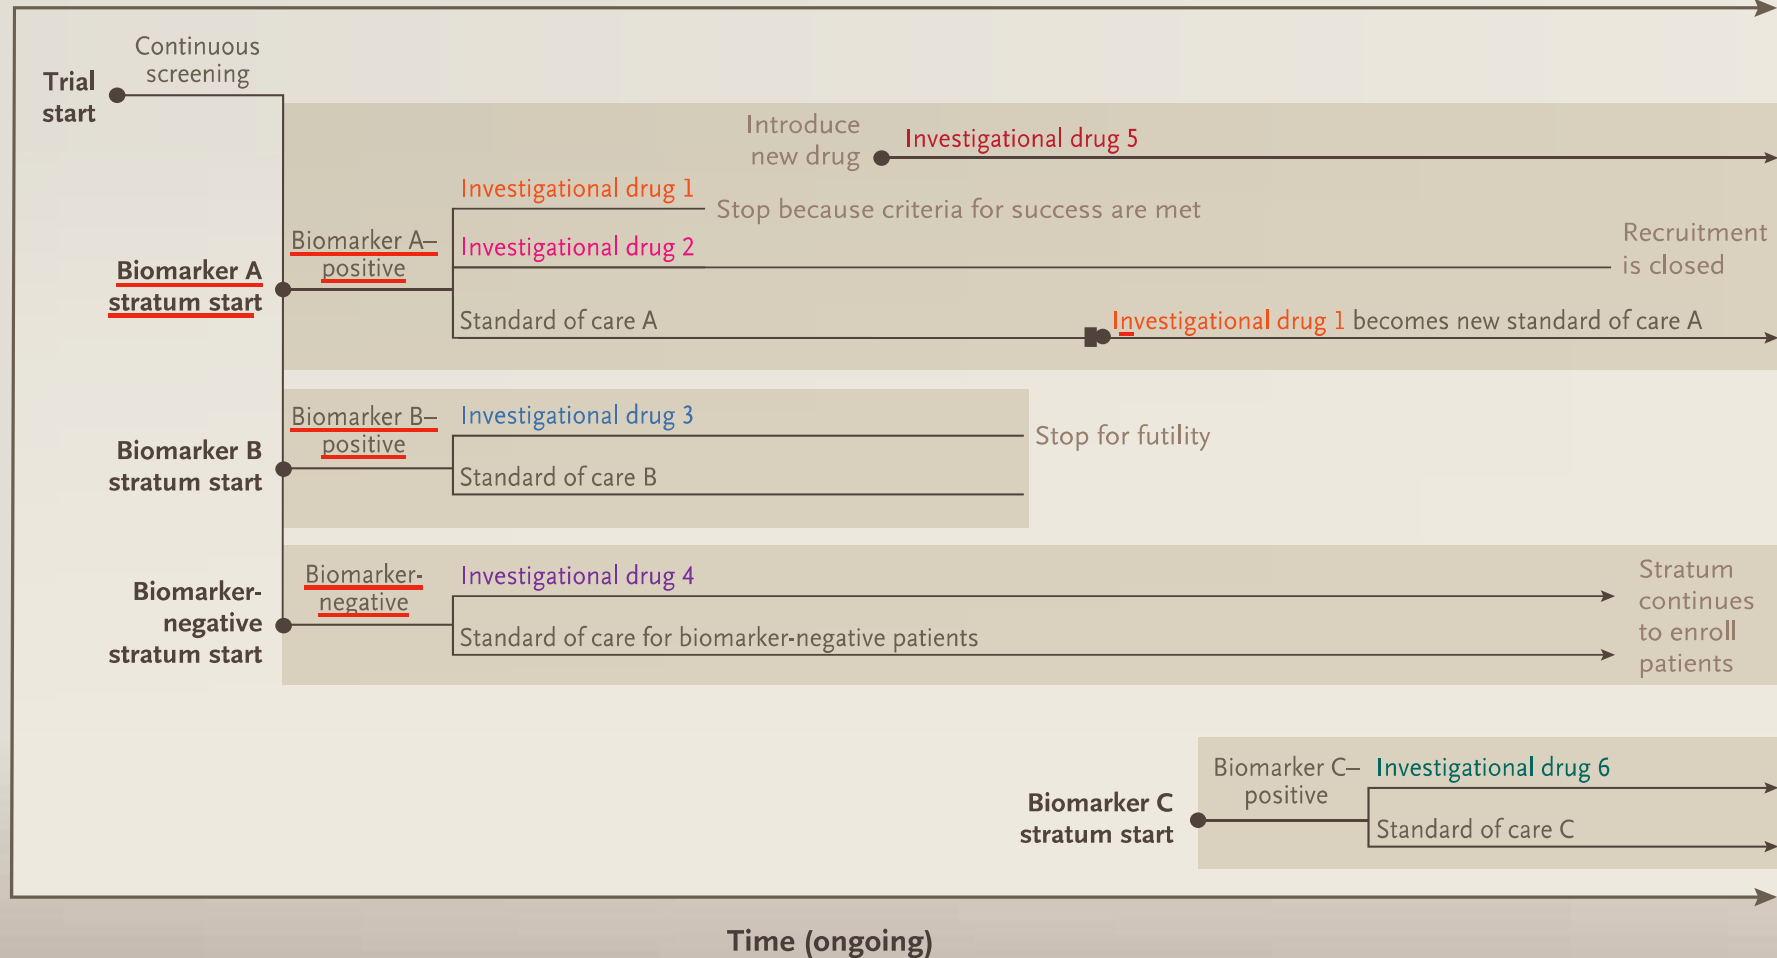 Continuous
screening
Trial
start
Introduce
new drug
Investigational drug 5
Investigational drug 1
Stop because criteria for success are met
Biomarker A–
positive
Investigational drug 2
Recruitment
is closed
Biomarker A
stratum start
Standard of care A
Investigational drug 1 becomes new standard of care A
Biomarker B–
positive
Investigational drug 3
Stop for futility
Biomarker B
stratum start
Standard of care B
Biomarker-
negative
Investigational drug 4
Stratum
continues
to enroll
patients
Biomarker-
negative
stratum start
Standard of care for biomarker-negative patients
Biomarker C–
positive
Investigational drug 6
Biomarker C
stratum start
Standard of care C
Time (ongoing)